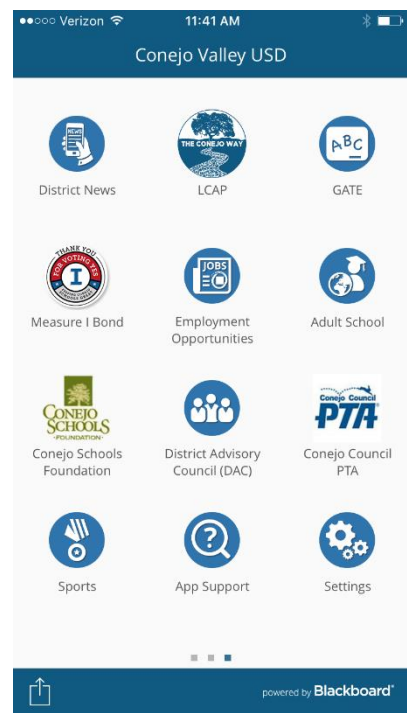 Verizon 11:41 AM
Conejo Valley USD
NEWS
THE CONEJO WAY
ABC
District News LCAP GATE
THANK YOU
FOR VOTING YES
I
JOBS
Measure I Bond Employment Opportunities Adult School
CONEJO
SCHOOLS
·FOUNDATION·
Conejo Council
PTA
Conejo Schools Foundation District Advisory Council (DAC) Conejo Council PTA
?
Sports App Support Settings
powered by Blackboard